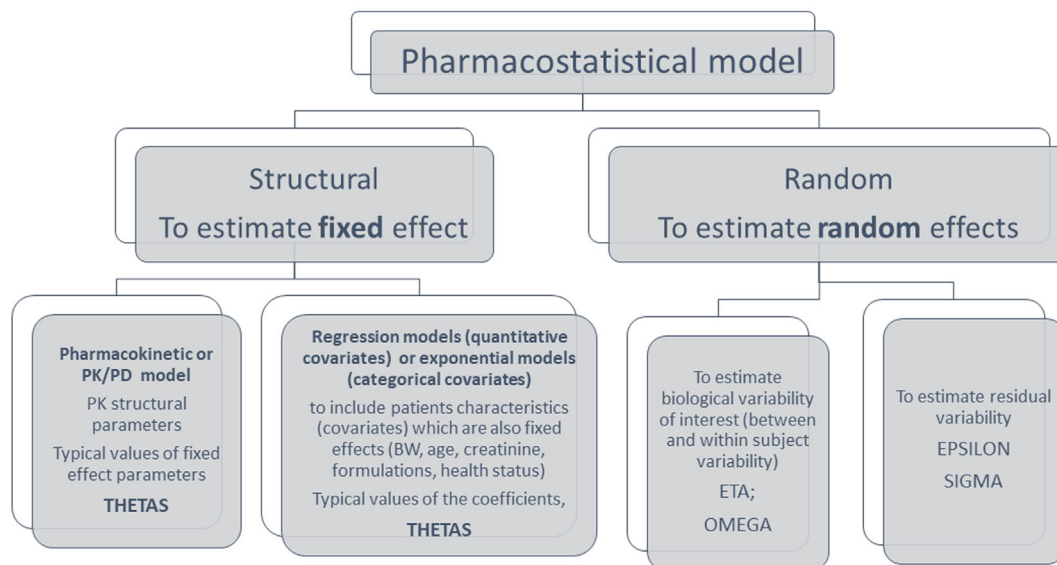 Pharmacostatistical model
Structural
To estimate fixed effect
Random
To estimate random effects
Pharmacokinetic or
PK/PD model
PK structural
parameters
Typical values of fixed
effect parameters
THETAS
Regression models (quantitative
covariates) or exponential models
(categorical covariates)
to include patients characteristics
(covariates) which are also fixed
effects (BW, age, creatinine,
formulations, health status)
Typical values of the coefficients,
THETAS
To estimate
biological variability
of interest (between
and within subject
variability)
ETA;
OMEGA
To estimate residual
variability
EPSILON
SIGMA